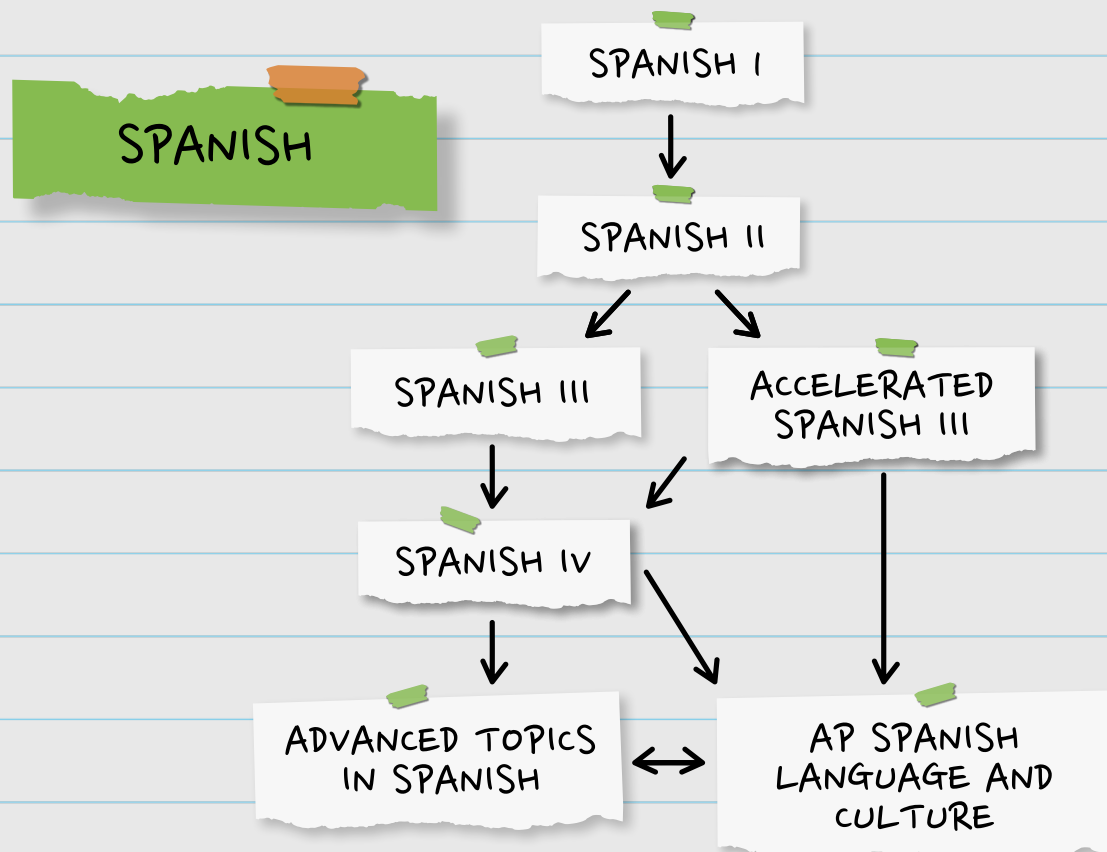 SPANISH
SPANISH I
SPANISH II
SPANISH III
ACCELERATED
SPANISH III
SPANISH IV
ADVANCED TOPICS
IN SPANISH
AP SPANISH
LANGUAGE AND
CULTURE